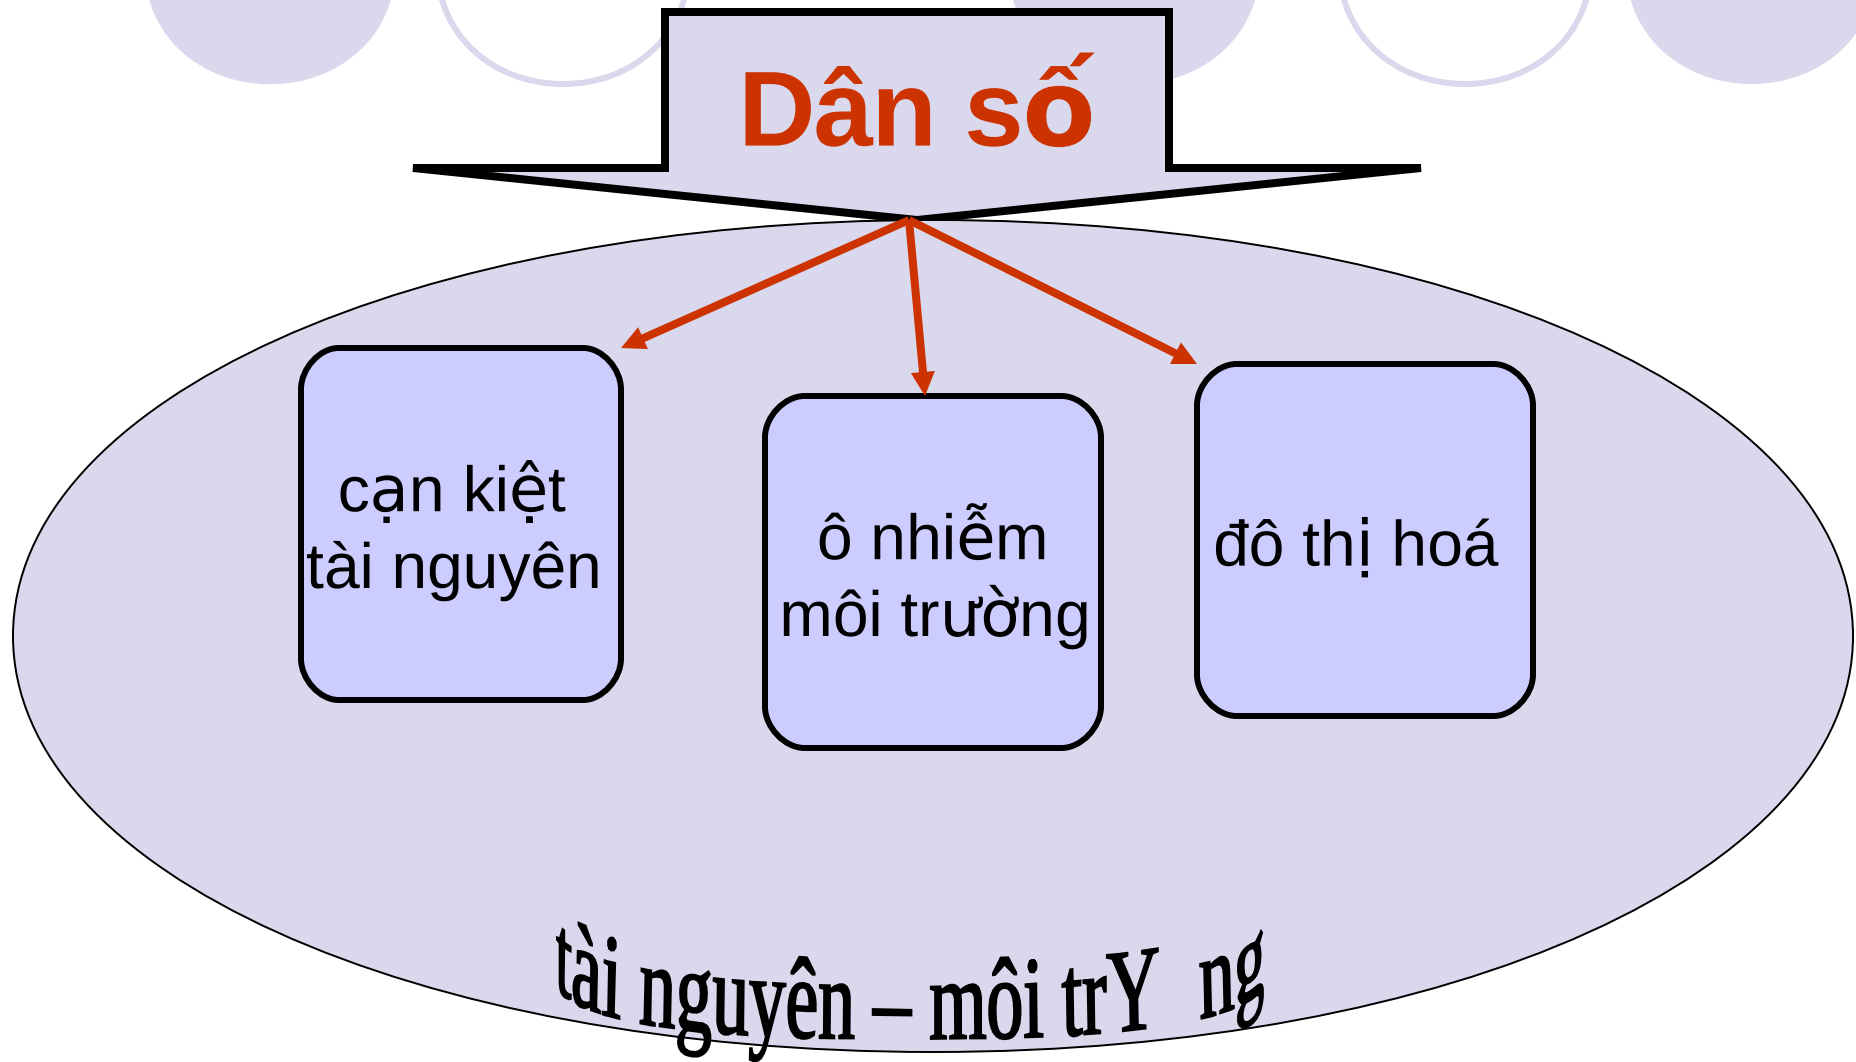 Dân số
cạn kiệt
tài nguyên
ô nhiễm
môi trường
đô thị hoá
tài nguyên – môi trY ng